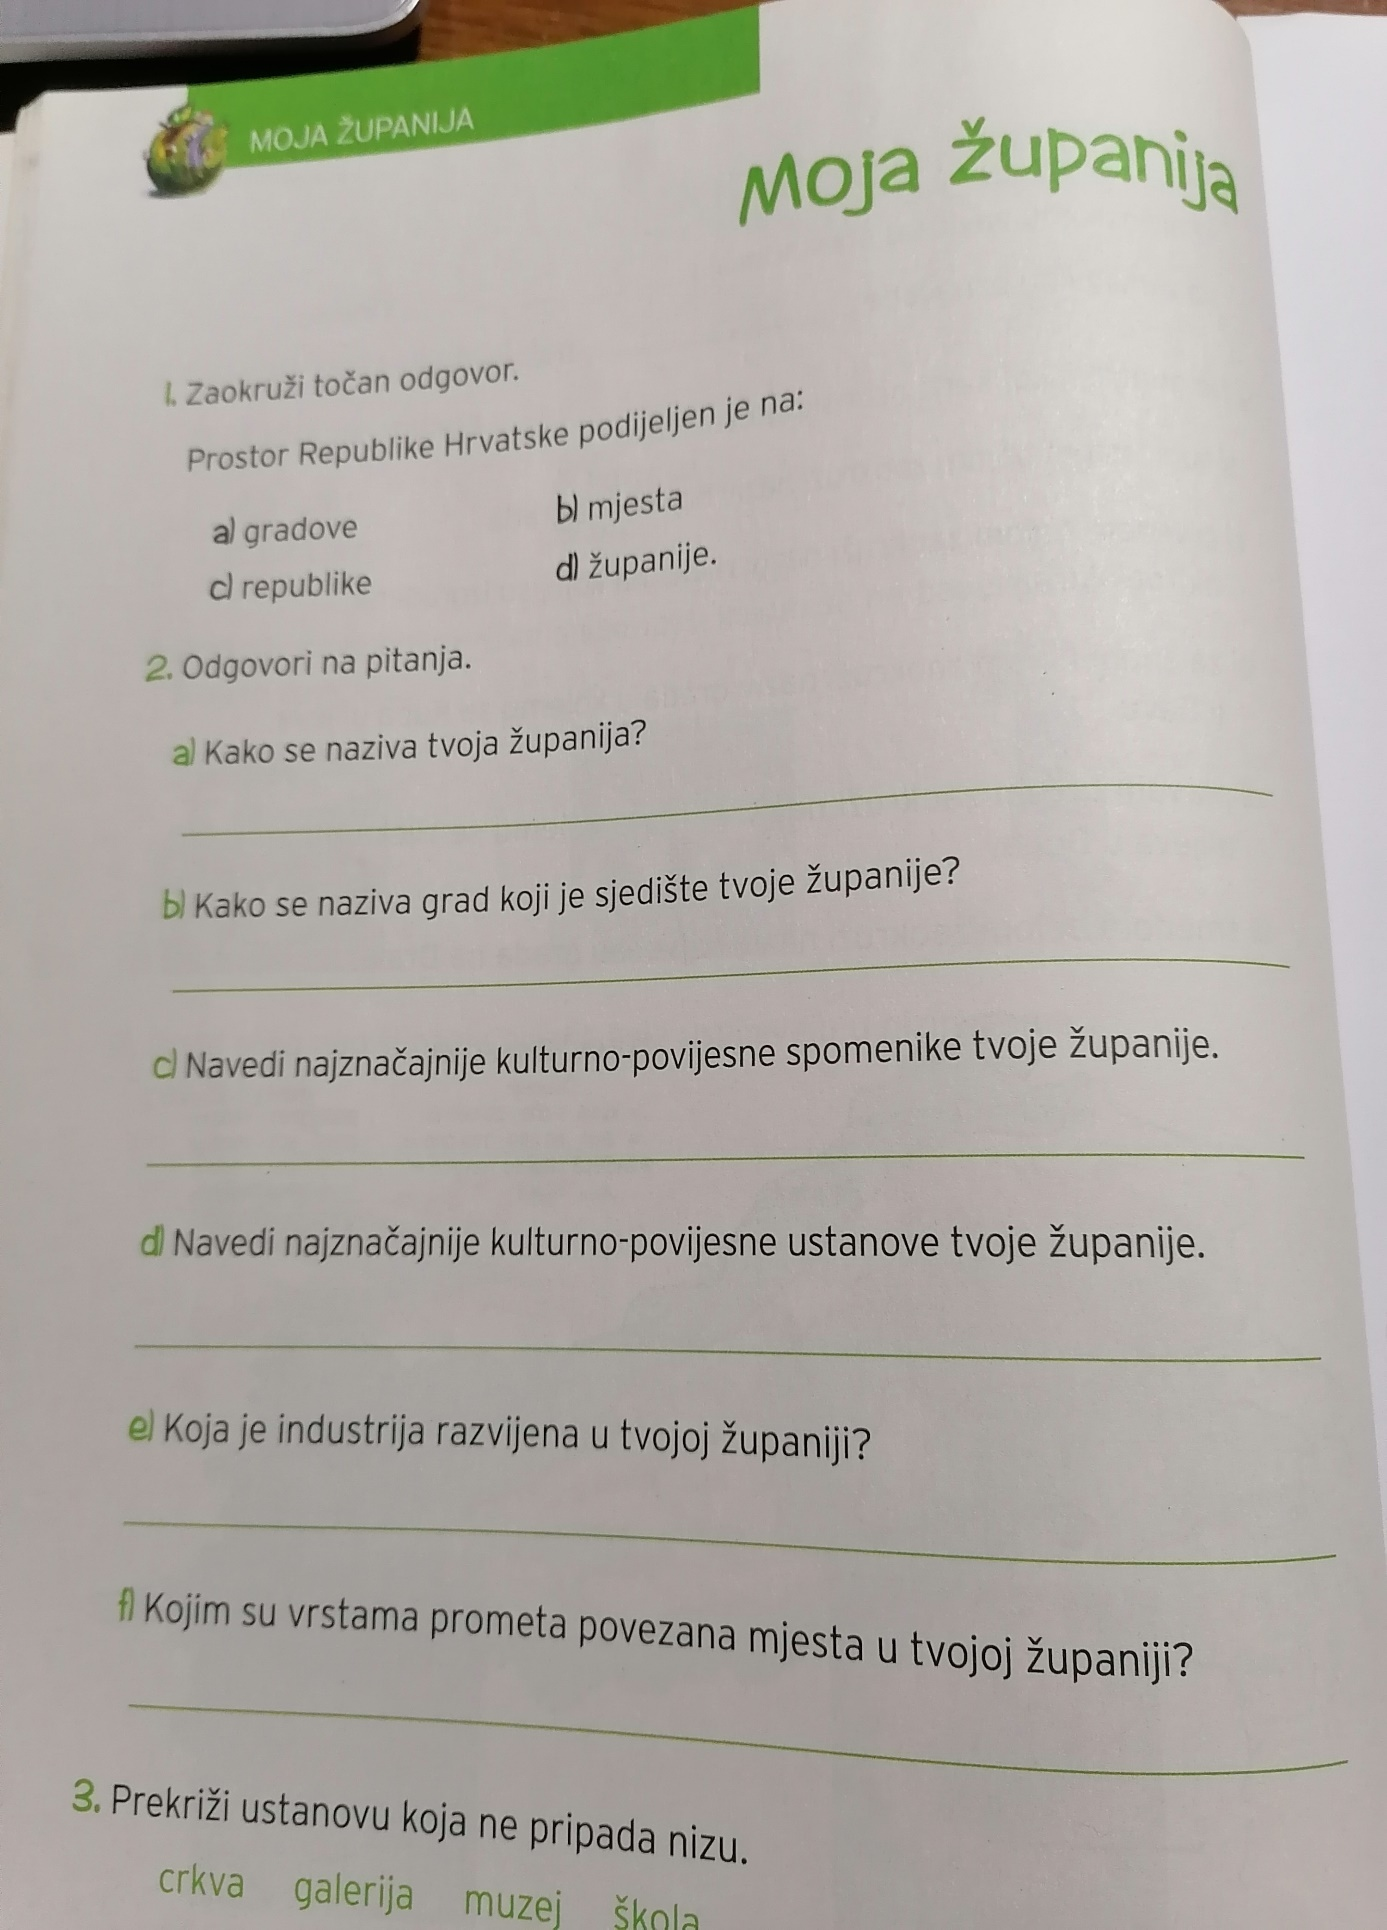 MOJA ŽUPANIJA
Moja županija
1. Zaokruži točan odgovor.
Prostor Republike Hrvatske podijeljen je na:
a) gradove b) mjesta
c) republike d) županije.
2. Odgovori na pitanja.
a) Kako se naziva tvoja županija?
b) Kako se naziva grad koji je sjedište tvoje županije?
c) Navedi najznačajnije kulturno-povijesne spomenike tvoje županije.
d) Navedi najznačajnije kulturno-povijesne ustanove tvoje županije.
e) Koja je industrija razvijena u tvojoj županiji?
f) Kojim su vrstama prometa povezana mjesta u tvojoj županiji?
3. Prekriži ustanovu koja ne pripada nizu.
crkva galerija muzej škola